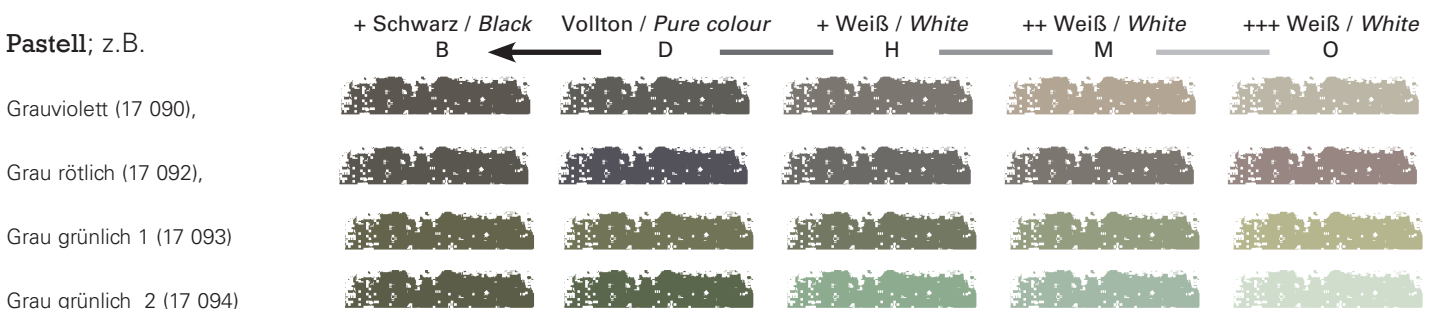 + Schwarz / Black Vollton / Pure colour + Weiß / White ++ Weiß / White +++ Weiß / White
Pastell; z.B. B D H M O
Grauviolett (17 090),
Grau rötlich (17 092),
Grau grünlich 1 (17 093)
Grau grünlich 2 (17 094)